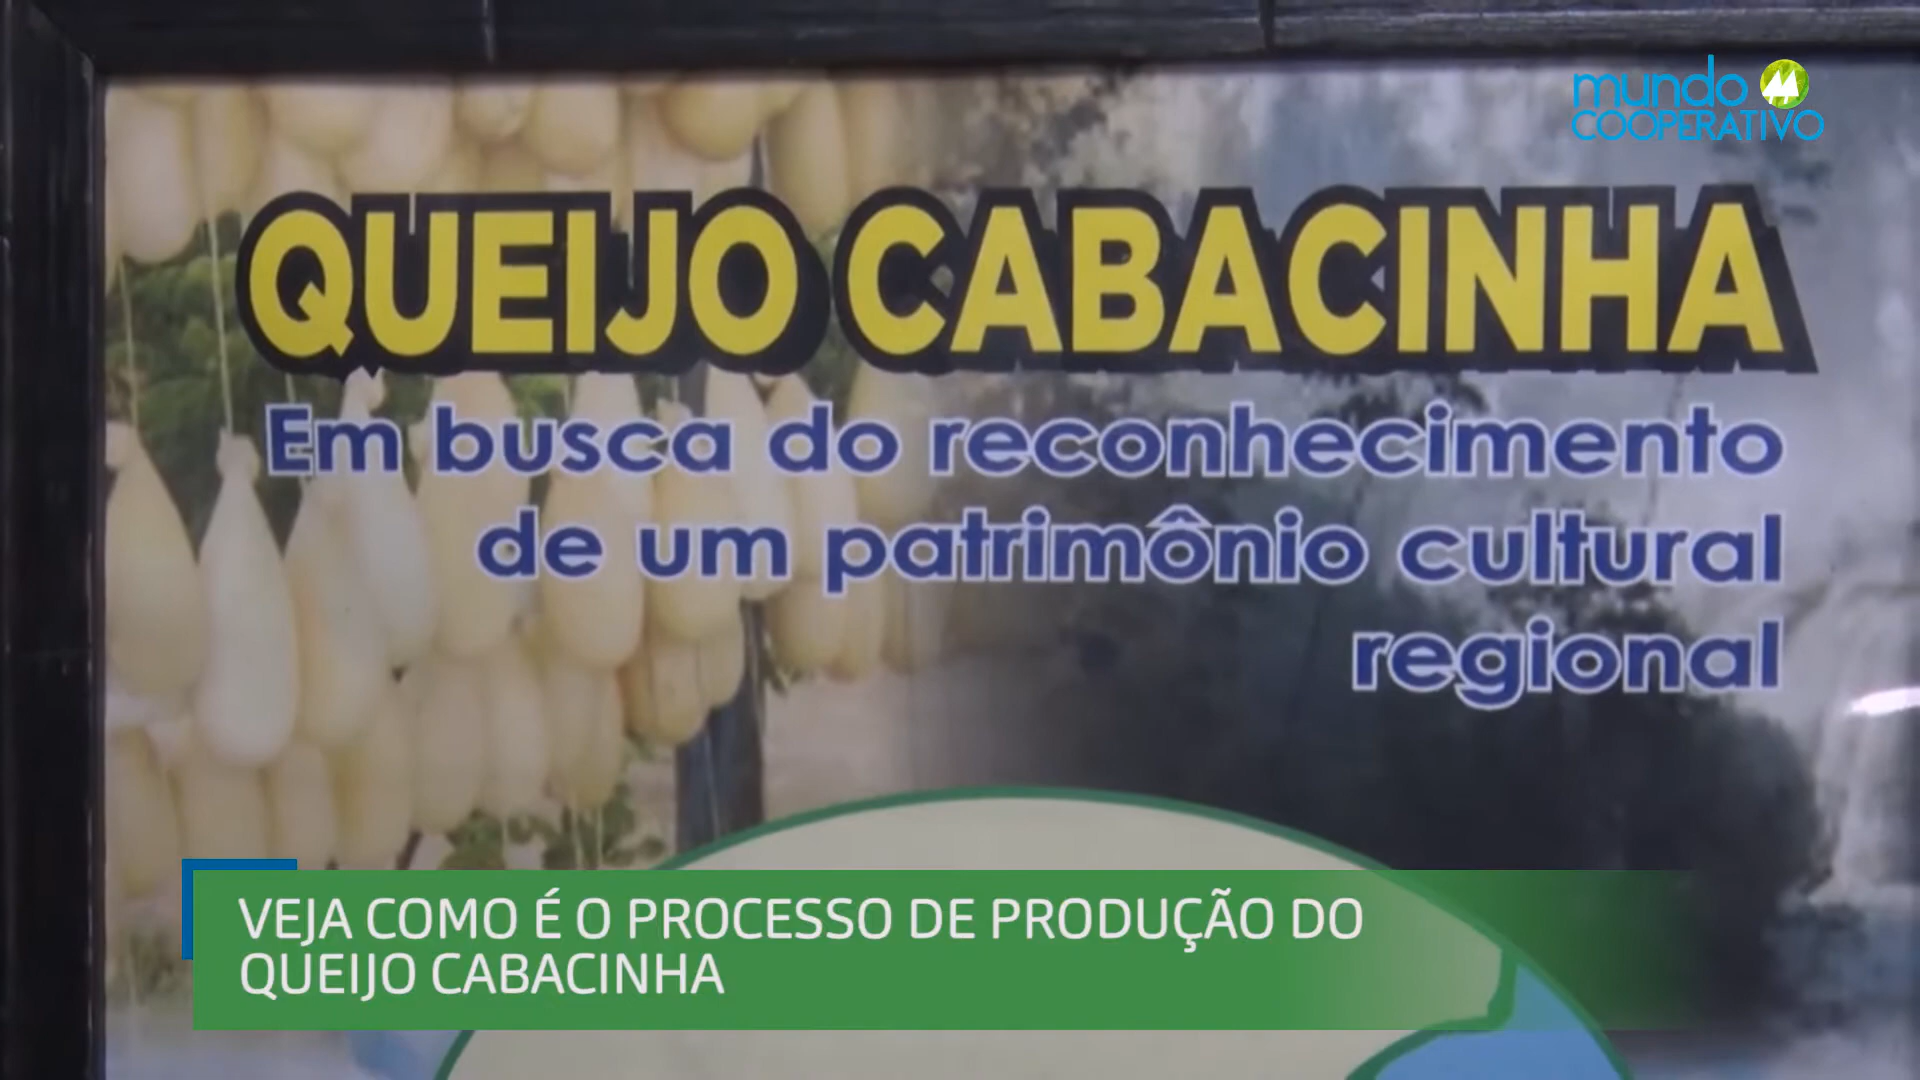 mundo
COOPERATIVO
QUEIJO CABACINHA
Em busca do reconhecimento
de um patrimônio cultural
regional
VEJA COMO É O PROCESSO DE PRODUÇÃO DO
QUEIJO CABACINHA